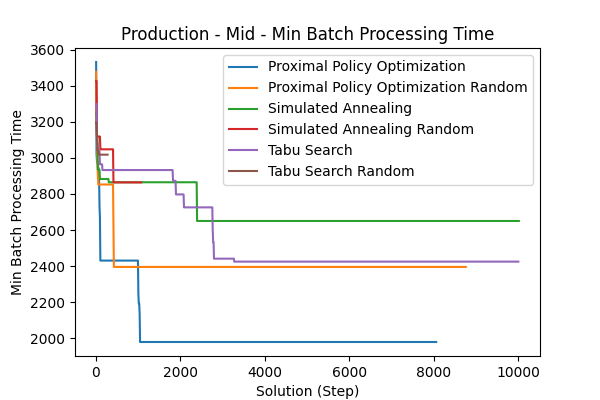 Production - Mid - Min Batch Processing Time
3600
3400
3200
3000
2800
2600
2400
2200
2000
Min Batch Processing Time
Proximal Policy Optimization
Proximal Policy Optimization Random
Simulated Annealing
Simulated Annealing Random
Tabu Search
Tabu Search Random
0 2000 4000 6000 8000 10000
Solution (Step)